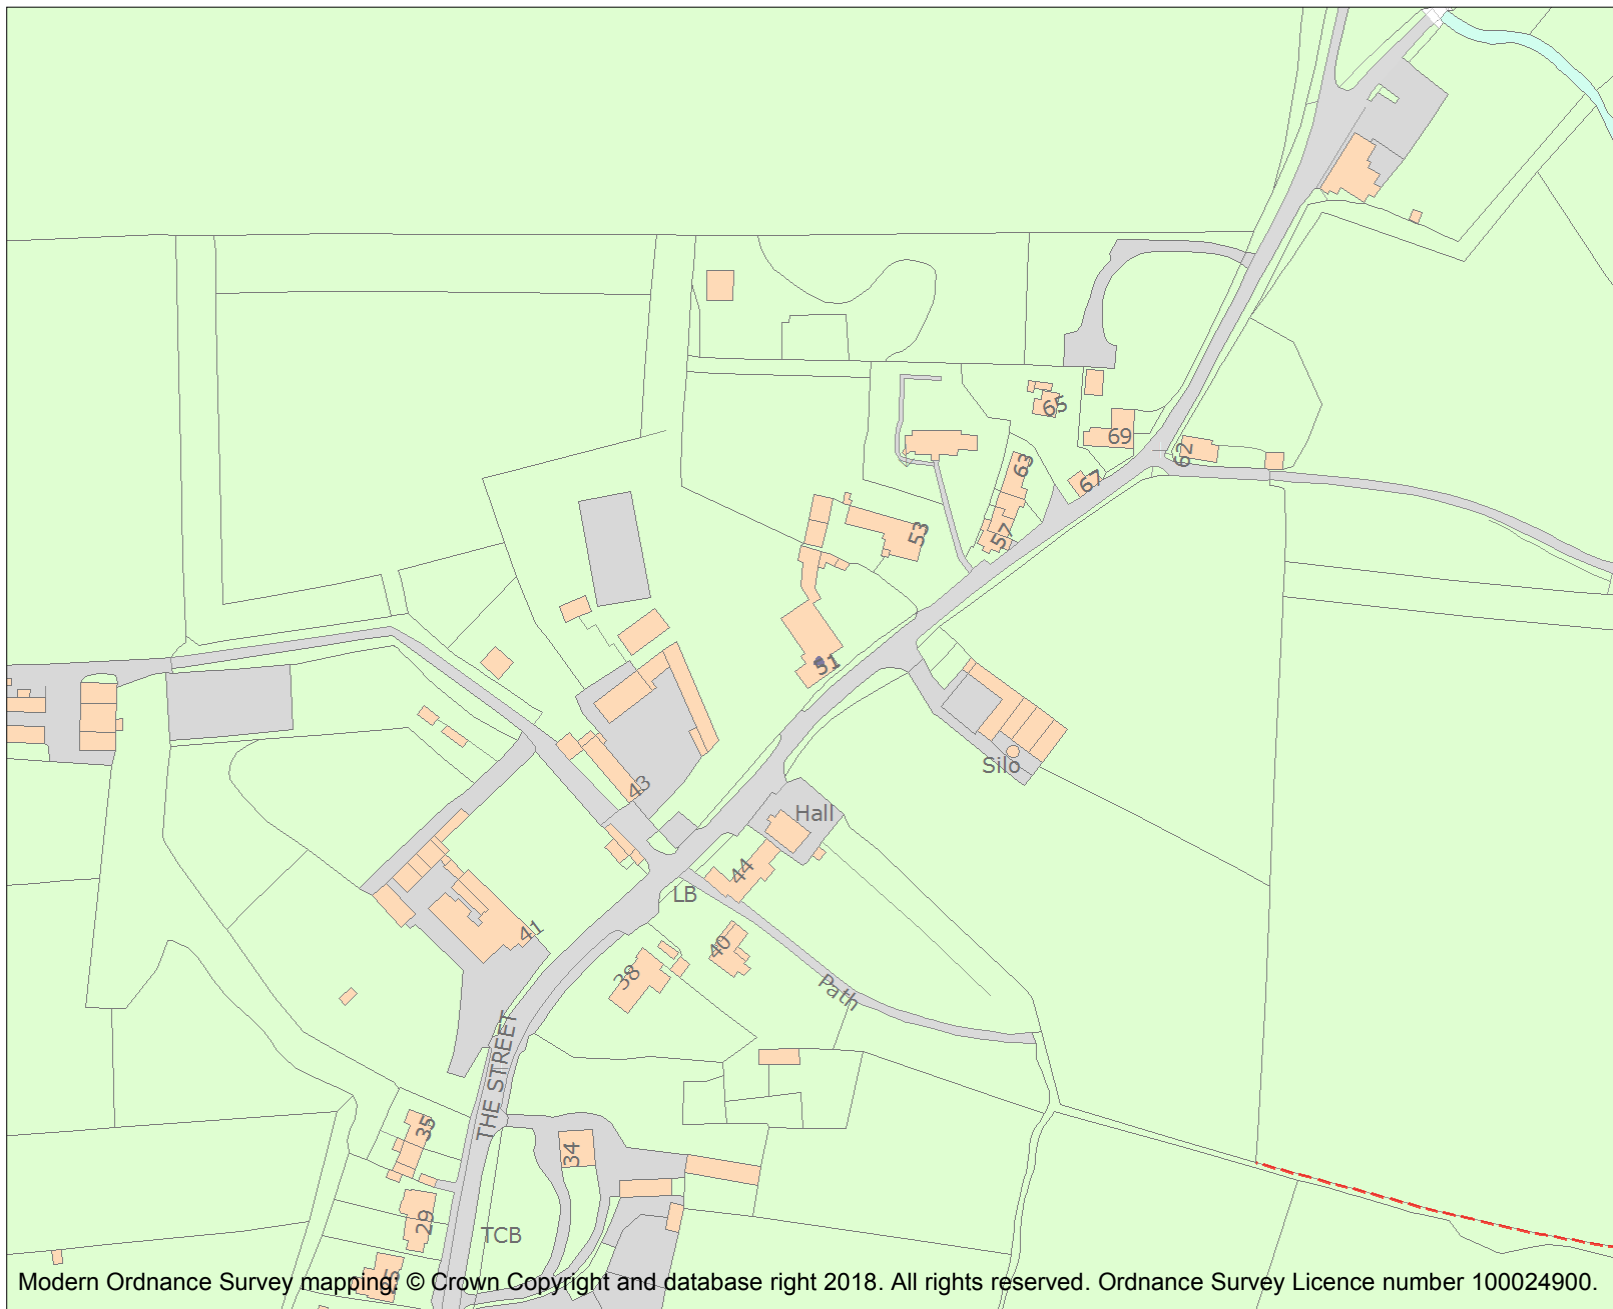 65
69
62
63
67
53
57
51
Silo
43
Hall
44
LB
41
40
38
Path
THE STREET
35
34
29
TCB
Modern Ordnance Survey mapping: © Crown Copyright and database right 2018. All rights reserved. Ordnance Survey Licence number 100024900.